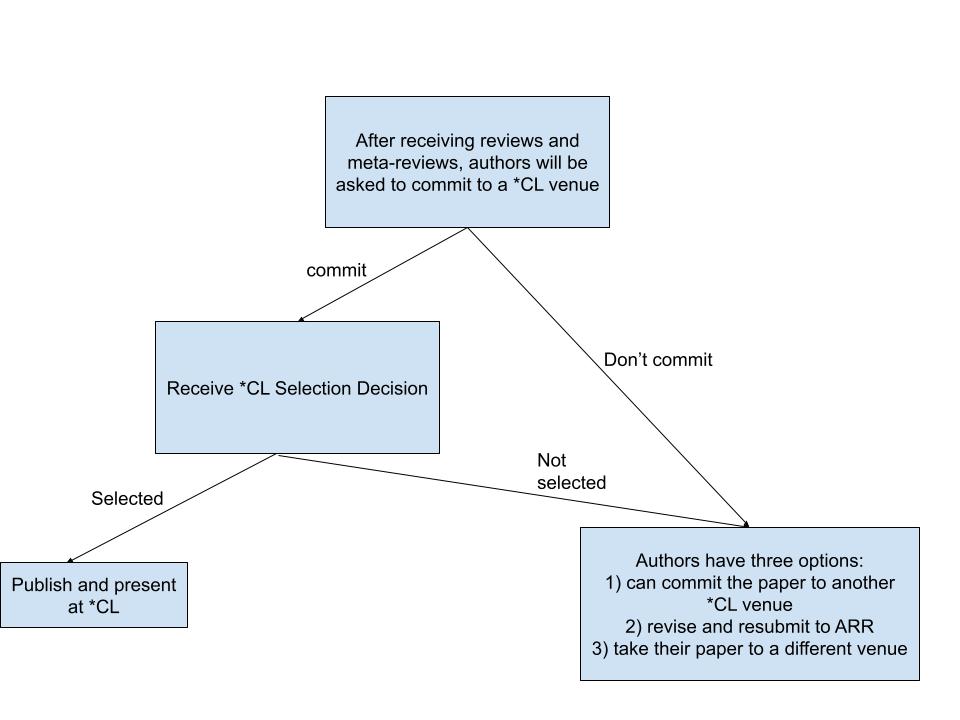 After receiving reviews and
meta-reviews, authors will be
asked to commit to a *CL venue
commit
Don’t commit
Receive *CL Selection Decision
Not
selected
Selected
Publish and present
at *CL
Authors have three options:
1) can commit the paper to another
*CL venue
2) revise and resubmit to ARR
3) take their paper to a different venue